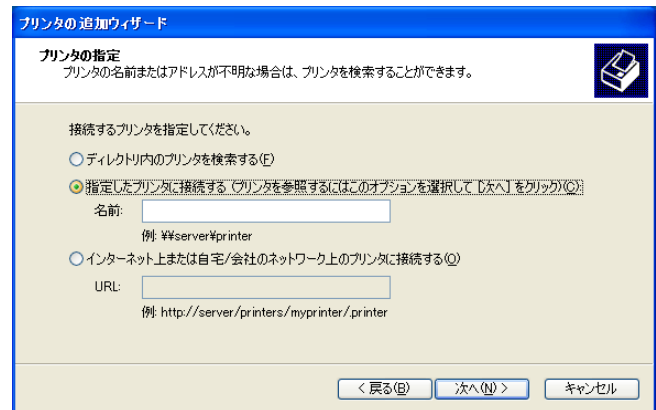 プリンタの追加ウィザード
プリンタの指定
プリンタの名前またはアドレスが不明な場合は、プリンタを検索することができます。
接続するプリンタを指定してください。
ディレクトリ内のプリンタを検索する(F)
指定したプリンタに接続する (プリンタを参照するにはこのオプションを選択して [次へ] をクリック)(C):
名前:
例: ¥¥server¥printer
インターネット上または自宅/会社のネットワーク上のプリンタに接続する(O)
URL:
例: http://server/printers/myprinter/.printer
< 戻る(B) 次へ(N) > キャンセル